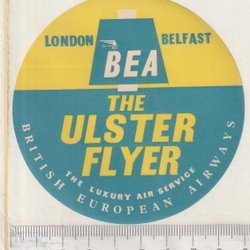 LONDON BELFAST
BEA
THE
ULSTER
FLYER
THE LUXURY AIR SERVICE
BRITISH EUROPEAN AIRWAYS